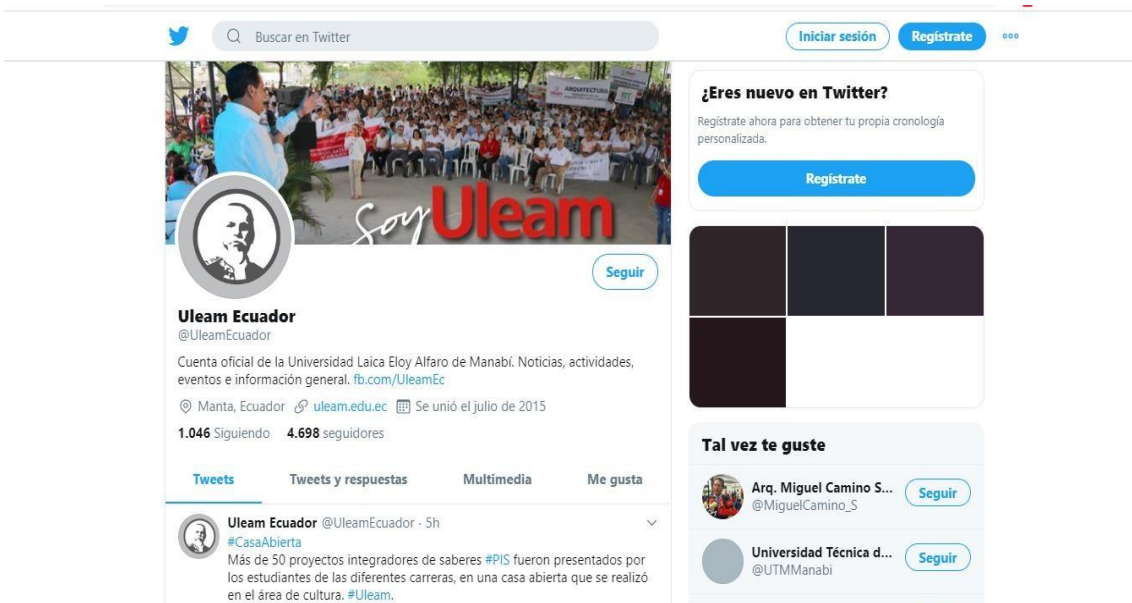 Buscar en Twitter
Iniciar sesión
Regístrate
ARQUITECTURA
Soy Uleam
Seguir
Uleam Ecuador
@UleamEcuador
Cuenta oficial de la Universidad Laica Eloy Alfaro de Manabí. Noticias, actividades,
eventos e información general. fb.com/UleamEc
Manta, Ecuador uleam.edu.ec Se unió el julio de 2015
1.046 Siguiendo 4.698 seguidores
Tweets Tweets y respuestas Multimedia Me gusta
Uleam Ecuador @UleamEcuador · 5h
#CasaAbierta
Más de 50 proyectos integradores de saberes #PIS fueron presentados por
los estudiantes de las diferentes carreras, en una casa abierta que se realizó
en el área de cultura. #Uleam.
¿Eres nuevo en Twitter?
Regístrate ahora para obtener tu propia cronología
personalizada.
Regístrate
Tal vez te guste
Arq. Miguel Camino S...
@MiguelCamino_S
Seguir
Universidad Técnica d...
@UTMManabi
Seguir